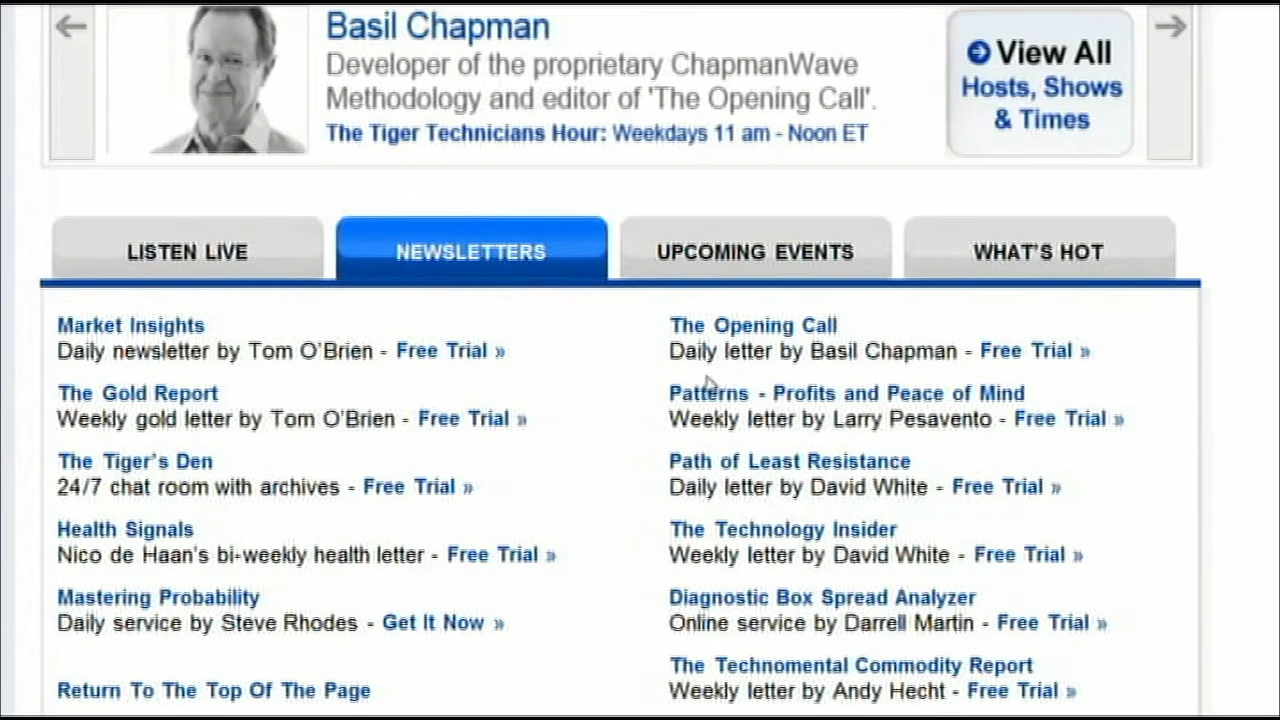 Basil Chapman
Developer of the proprietary ChapmanWave
Methodology and editor of 'The Opening Call'.
The Tiger Technicians Hour: Weekdays 11 am - Noon ET
View All
Hosts, Shows
& Times
LISTEN LIVE
NEWSLETTERS
UPCOMING EVENTS
WHAT'S HOT
Market Insights
Daily newsletter by Tom O'Brien - Free Trial »
The Gold Report
Weekly gold letter by Tom O'Brien - Free Trial »
The Tiger's Den
24/7 chat room with archives - Free Trial »
Health Signals
Nico de Haan's bi-weekly health letter - Free Trial »
Mastering Probability
Daily service by Steve Rhodes - Get It Now »
Return To The Top Of The Page
The Opening Call
Daily letter by Basil Chapman - Free Trial »
Patterns - Profits and Peace of Mind
Weekly letter by Larry Pesavento - Free Trial »
Path of Least Resistance
Daily letter by David White - Free Trial »
The Technology Insider
Weekly letter by David White - Free Trial »
Diagnostic Box Spread Analyzer
Online service by Darrell Martin - Free Trial »
The Technomental Commodity Report
Weekly letter by Andy Hecht - Free Trial »